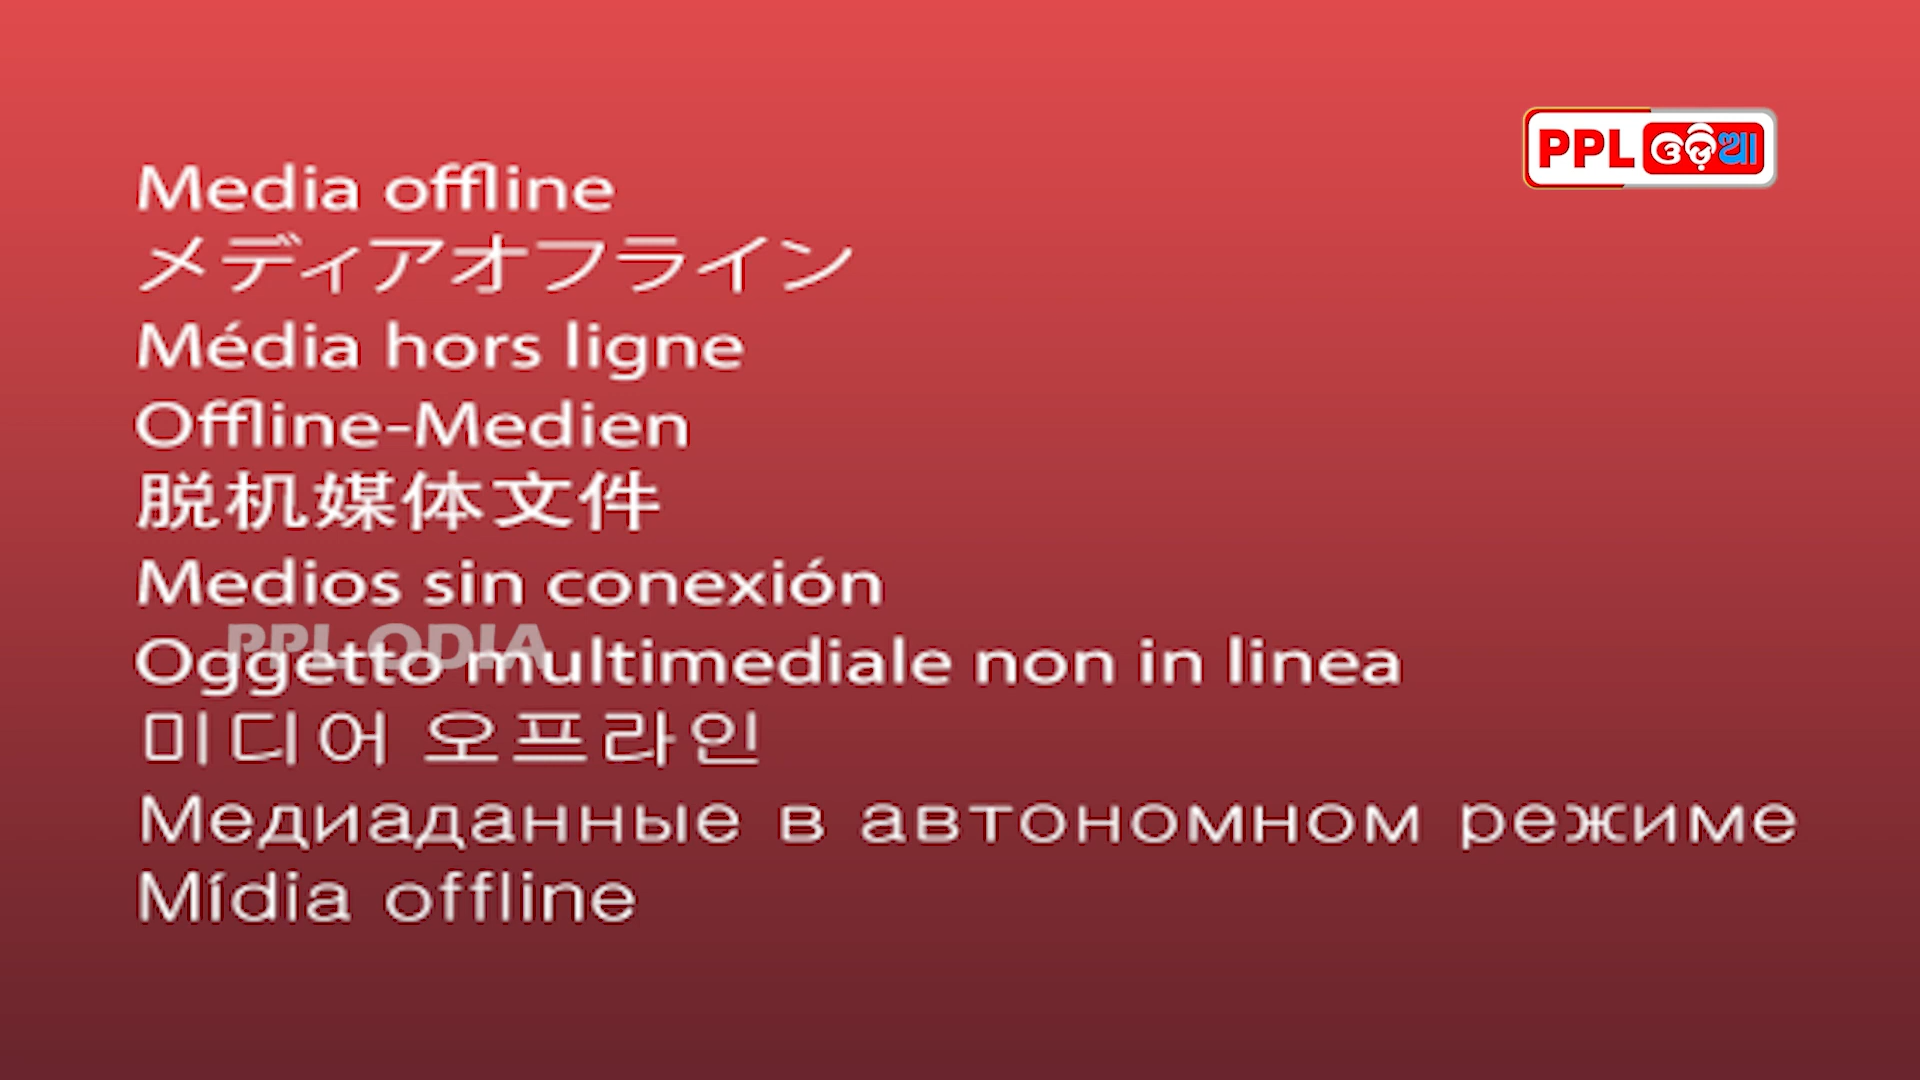 PPL ଓଡ଼ିଆ
Media offline
メディアオフライン
Média hors ligne
Offline-Medien
脱机媒体文件
Medios sin conexión
PPL ODIA
Oggetto multimediale non in linea
미디어 오프라인
Медиаданные в автономном режиме
Mídia offline